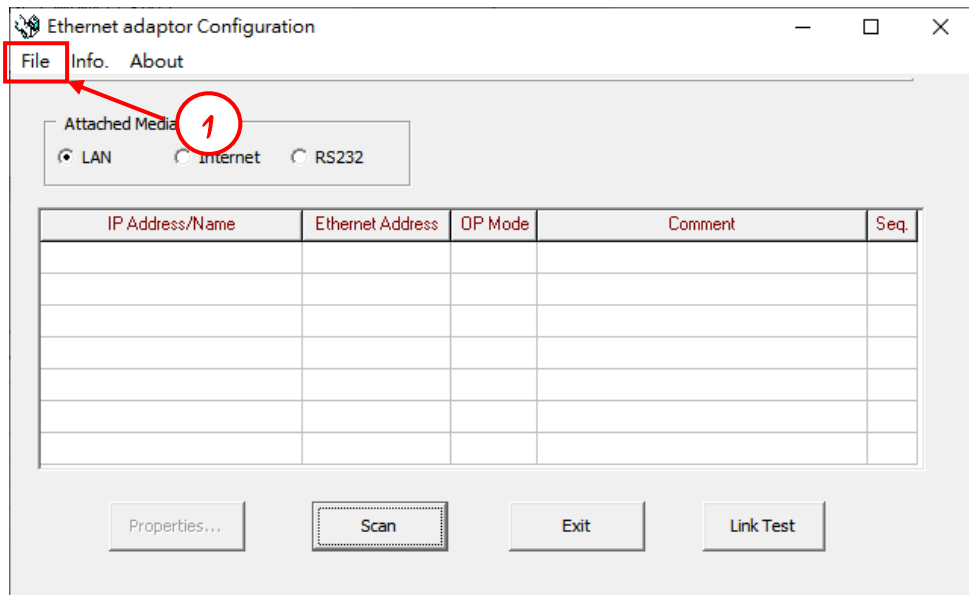 Ethernet adaptor Configuration
File Info. About
Attached Media
1
LAN Internet RS232
IP Address/Name Ethernet Address OP Mode Comment Seq.
Properties... Scan Exit Link Test